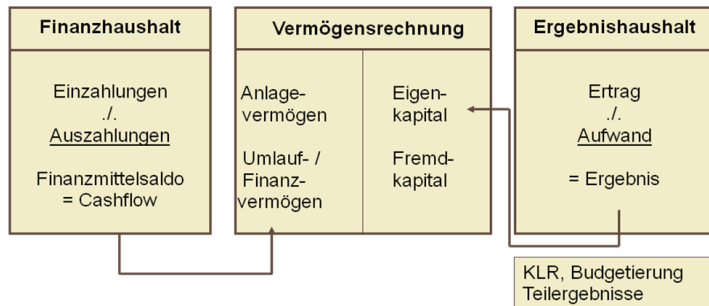 Finanzhaushalt
Einzahlungen
./.
Auszahlungen
Finanzmittelsaldo
= Cashflow
Vermögensrechnung
Anlage-
vermögen
Umlauf- /
Finanz-
vermögen
Eigen-
kapital
Fremd-
kapital
Ergebnishaushalt
Ertrag
./.
Aufwand
= Ergebnis
KLR, Budgetierung
Teilergebnisse